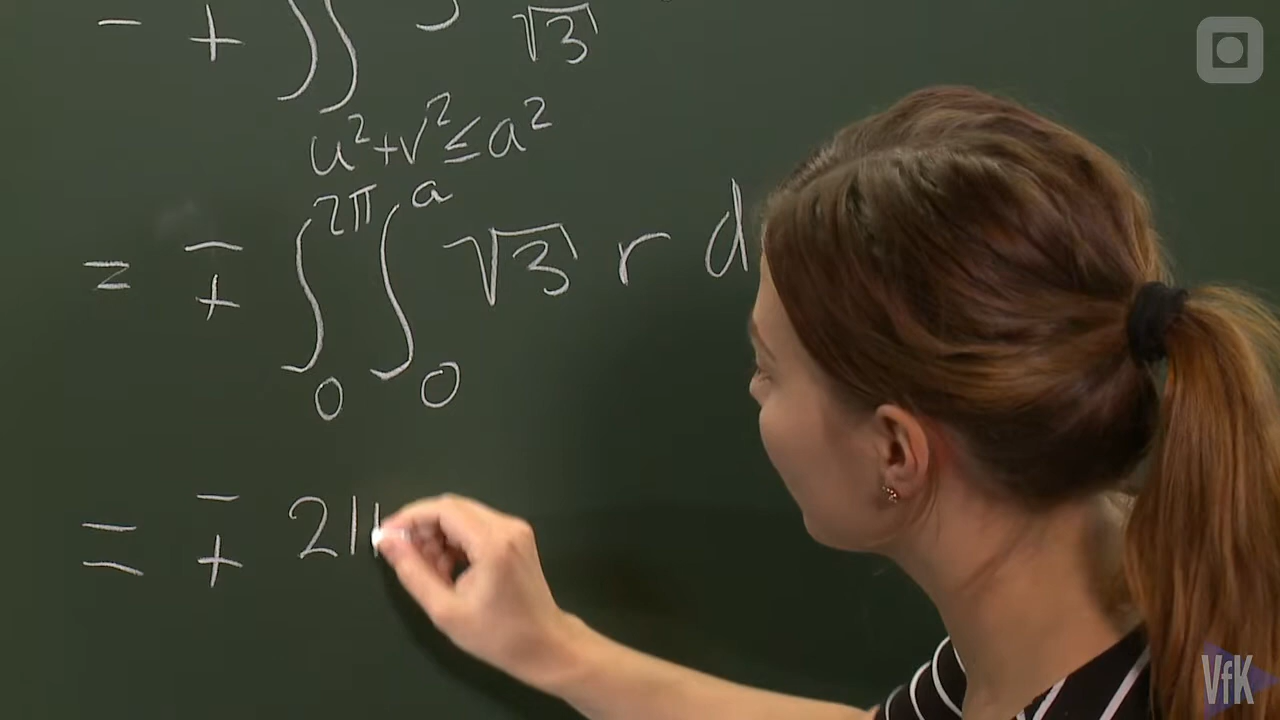 ∓ ∬ √3
u²+v²≤a²
= ∓ ∫₀^{2π} ∫₀^a √3 r d
= ∓ 2π
VfK